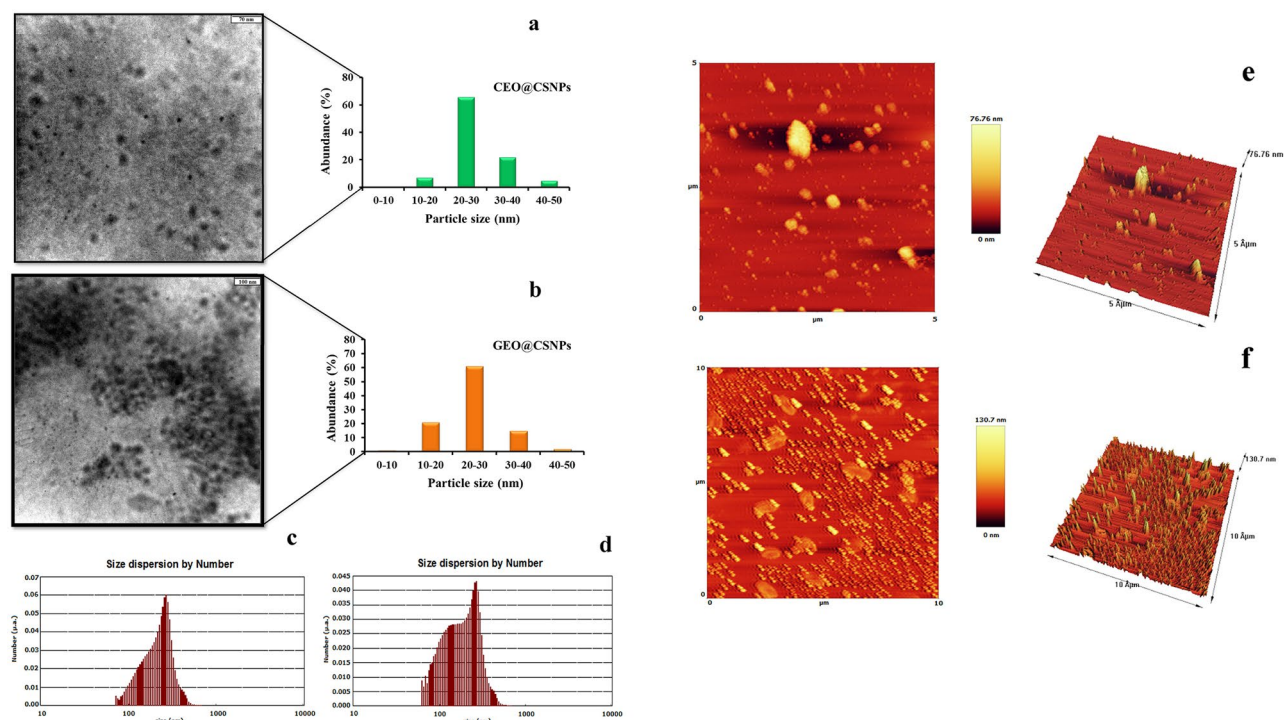 70 nm
a
CEO@CSNPs
Abundance (%)
80
60
40
20
0
0-10 10-20 20-30 30-40 40-50
Particle size (nm)
100 nm
b
GEO@CSNPs
Abundance (%)
80
70
60
50
40
30
20
10
0
0-10 10-20 20-30 30-40 40-50
Particle size (nm)
c
Size dispersion by Number
Number (µ.a.)
0.07
0.06
0.05
0.04
0.03
0.02
0.01
0.00
10 100 1000 10000
d
Size dispersion by Number
Number (µ.a.)
0.045
0.040
0.035
0.030
0.025
0.020
0.015
0.010
0.005
0.000
10 100 1000 10000
e
5
µm
0
0 µm 5
76.76 nm
0 nm
76.76 nm
5 Âµm
5 Âµm
f
10
µm
0
0 µm 10
130.7 nm
0 nm
130.7 nm
10 Âµm
10 Âµm